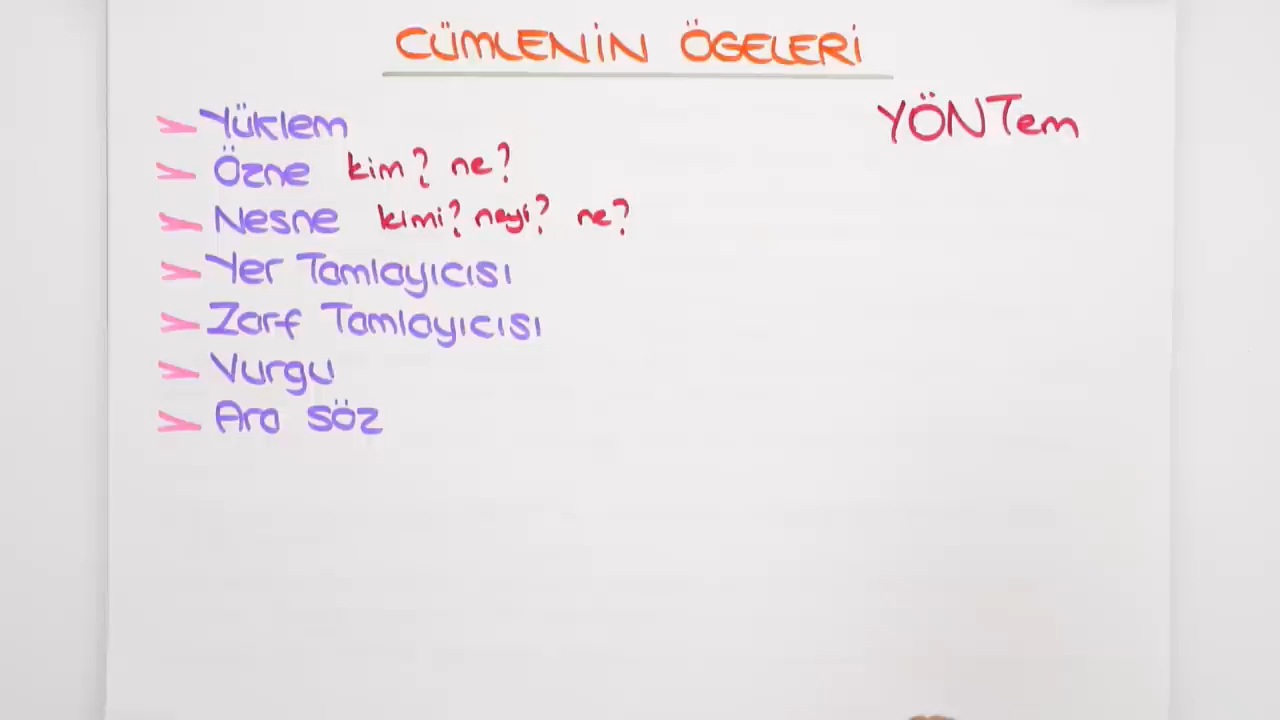 CÜMLENİN ÖGELERİ
YÖNTem
Yüklem
Özne kim? ne?
Nesne kimi? neyi? ne?
Yer Tamlayıcısı
Zarf Tamlayıcısı
Vurgu
Ara söz